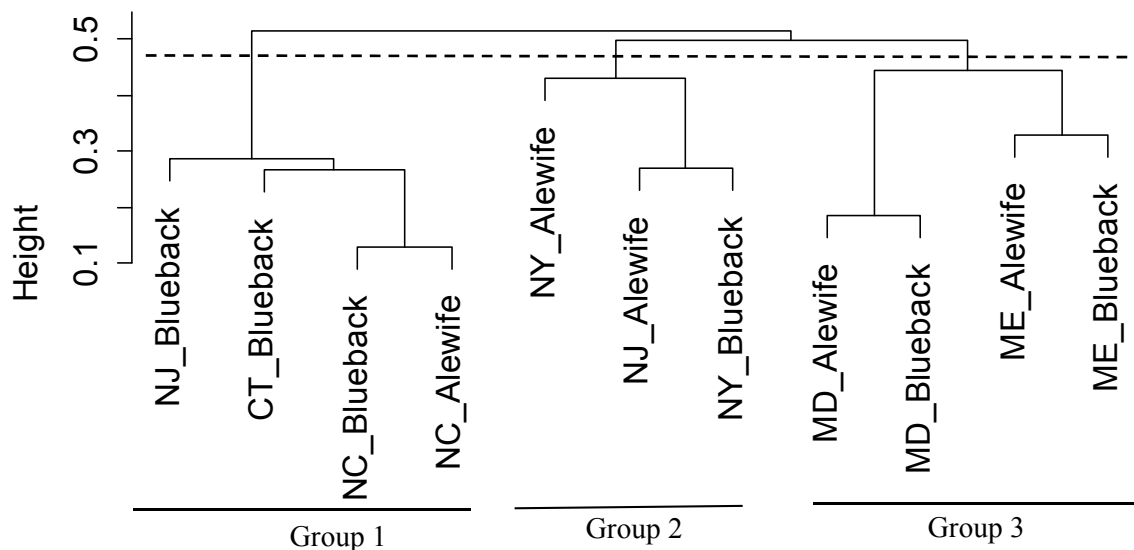 Height
0.5
0.3
0.1
NJ_Blueback
CT_Blueback
NC_Blueback
NC_Alewife
NY_Alewife
NJ_Alewife
NY_Blueback
MD_Alewife
MD_Blueback
ME_Alewife
ME_Blueback
Group 1
Group 2
Group 3